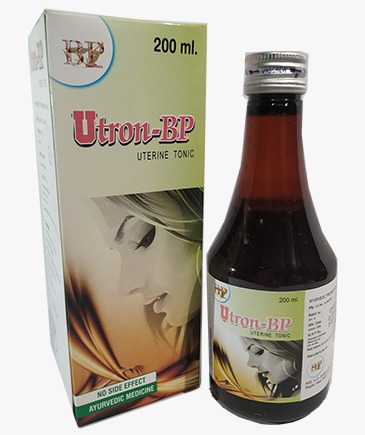 BP
200 ml.
Utron-BP
UTERINE TONIC
NO SIDE EFFECT
AYURVEDIC MEDICINE
BP
200 ml.
Utron-BP
UTERINE TONIC